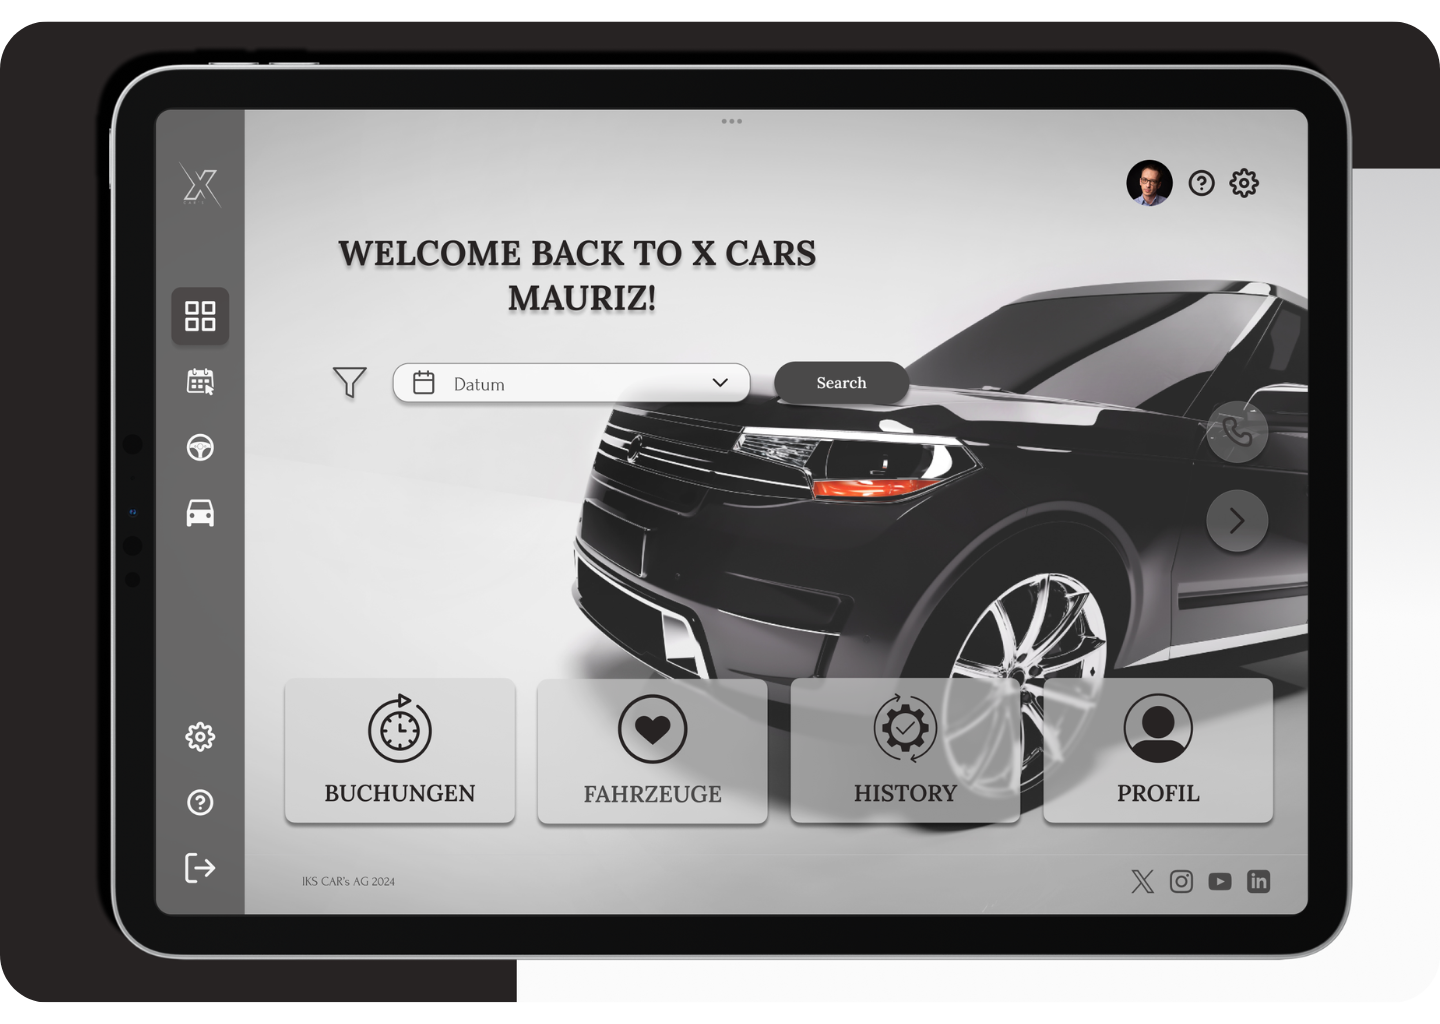 X
WELCOME BACK TO X CARS
MAURIZ!
Datum
Search
BUCHUNGEN
FAHRZEUGE
HISTORY
PROFIL
IKS CAR's AG 2024